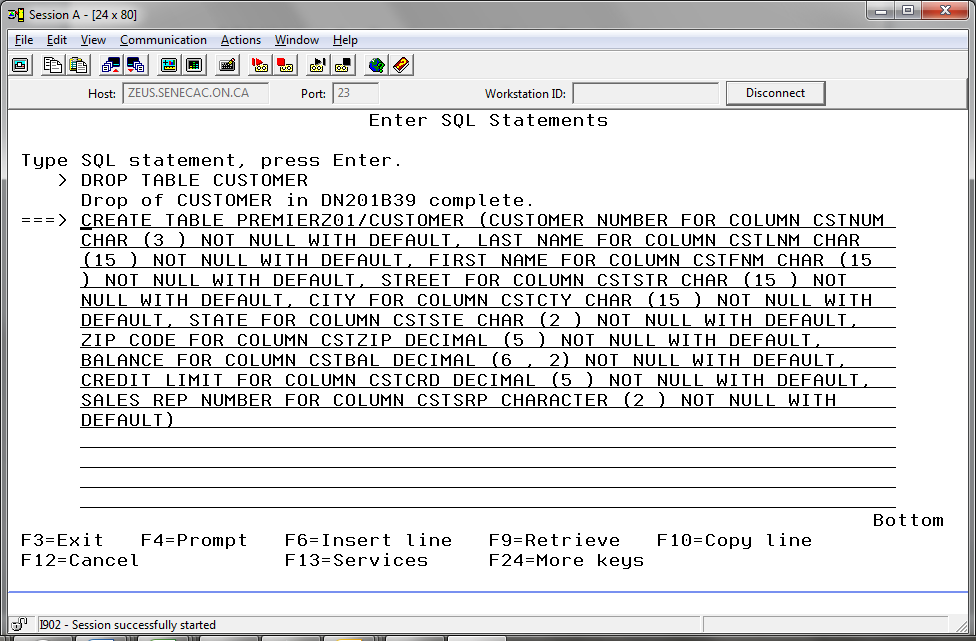 Session A - [24 x 80]
File Edit View Communication Actions Window Help
Host: ZEUS.SENECAC.ON.CA Port: 23 Workstation ID: Disconnect
Enter SQL Statements
Type SQL statement, press Enter.
> DROP TABLE CUSTOMER
Drop of CUSTOMER in DN201B39 complete.
===> CREATE TABLE PREMIERZ01/CUSTOMER (CUSTOMER NUMBER FOR COLUMN CSTNUM
CHAR (3 ) NOT NULL WITH DEFAULT, LAST NAME FOR COLUMN CSTLNM CHAR
(15 ) NOT NULL WITH DEFAULT, FIRST NAME FOR COLUMN CSTFNM CHAR (15
) NOT NULL WITH DEFAULT, STREET FOR COLUMN CSTSTR CHAR (15 ) NOT
NULL WITH DEFAULT, CITY FOR COLUMN CSTCTY CHAR (15 ) NOT NULL WITH
DEFAULT, STATE FOR COLUMN CSTSTE CHAR (2 ) NOT NULL WITH DEFAULT,
ZIP CODE FOR COLUMN CSTZIP DECIMAL (5 ) NOT NULL WITH DEFAULT,
BALANCE FOR COLUMN CSTBAL DECIMAL (6 , 2) NOT NULL WITH DEFAULT,
CREDIT LIMIT FOR COLUMN CSTCRD DECIMAL (5 ) NOT NULL WITH DEFAULT,
SALES REP NUMBER FOR COLUMN CSTSRP CHARACTER (2 ) NOT NULL WITH
DEFAULT)
Bottom
F3=Exit F4=Prompt F6=Insert line F9=Retrieve F10=Copy line
F12=Cancel F13=Services F24=More keys
I902 - Session successfully started